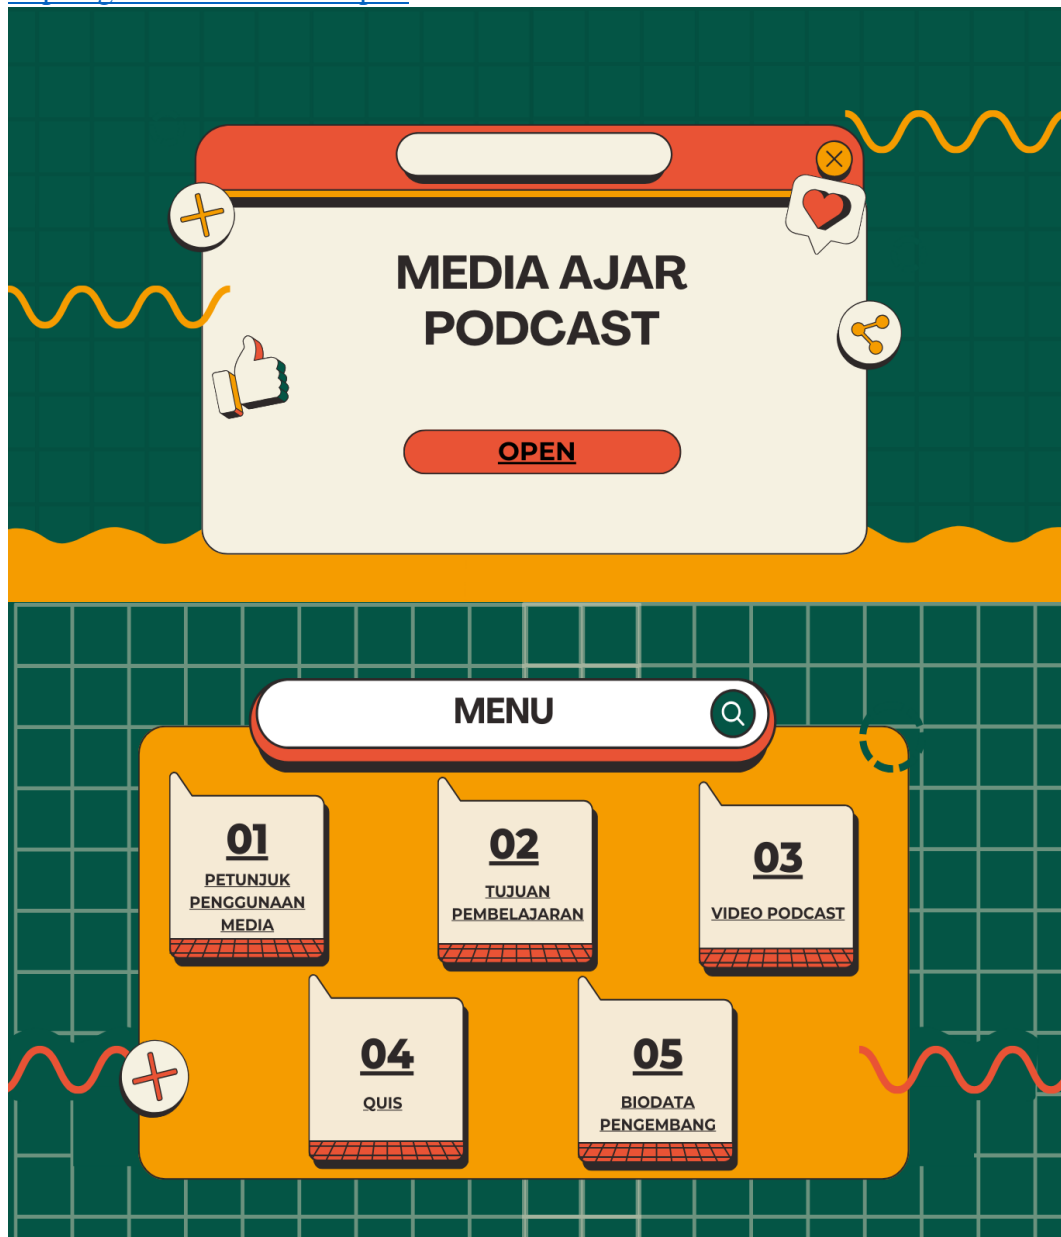 MEDIA AJAR
PODCAST
OPEN
MENU
01
PETUNJUK
PENGGUNAAN
MEDIA
02
TUJUAN
PEMBELAJARAN
03
VIDEO PODCAST
04
QUIS
05
BIODATA
PENGEMBANG